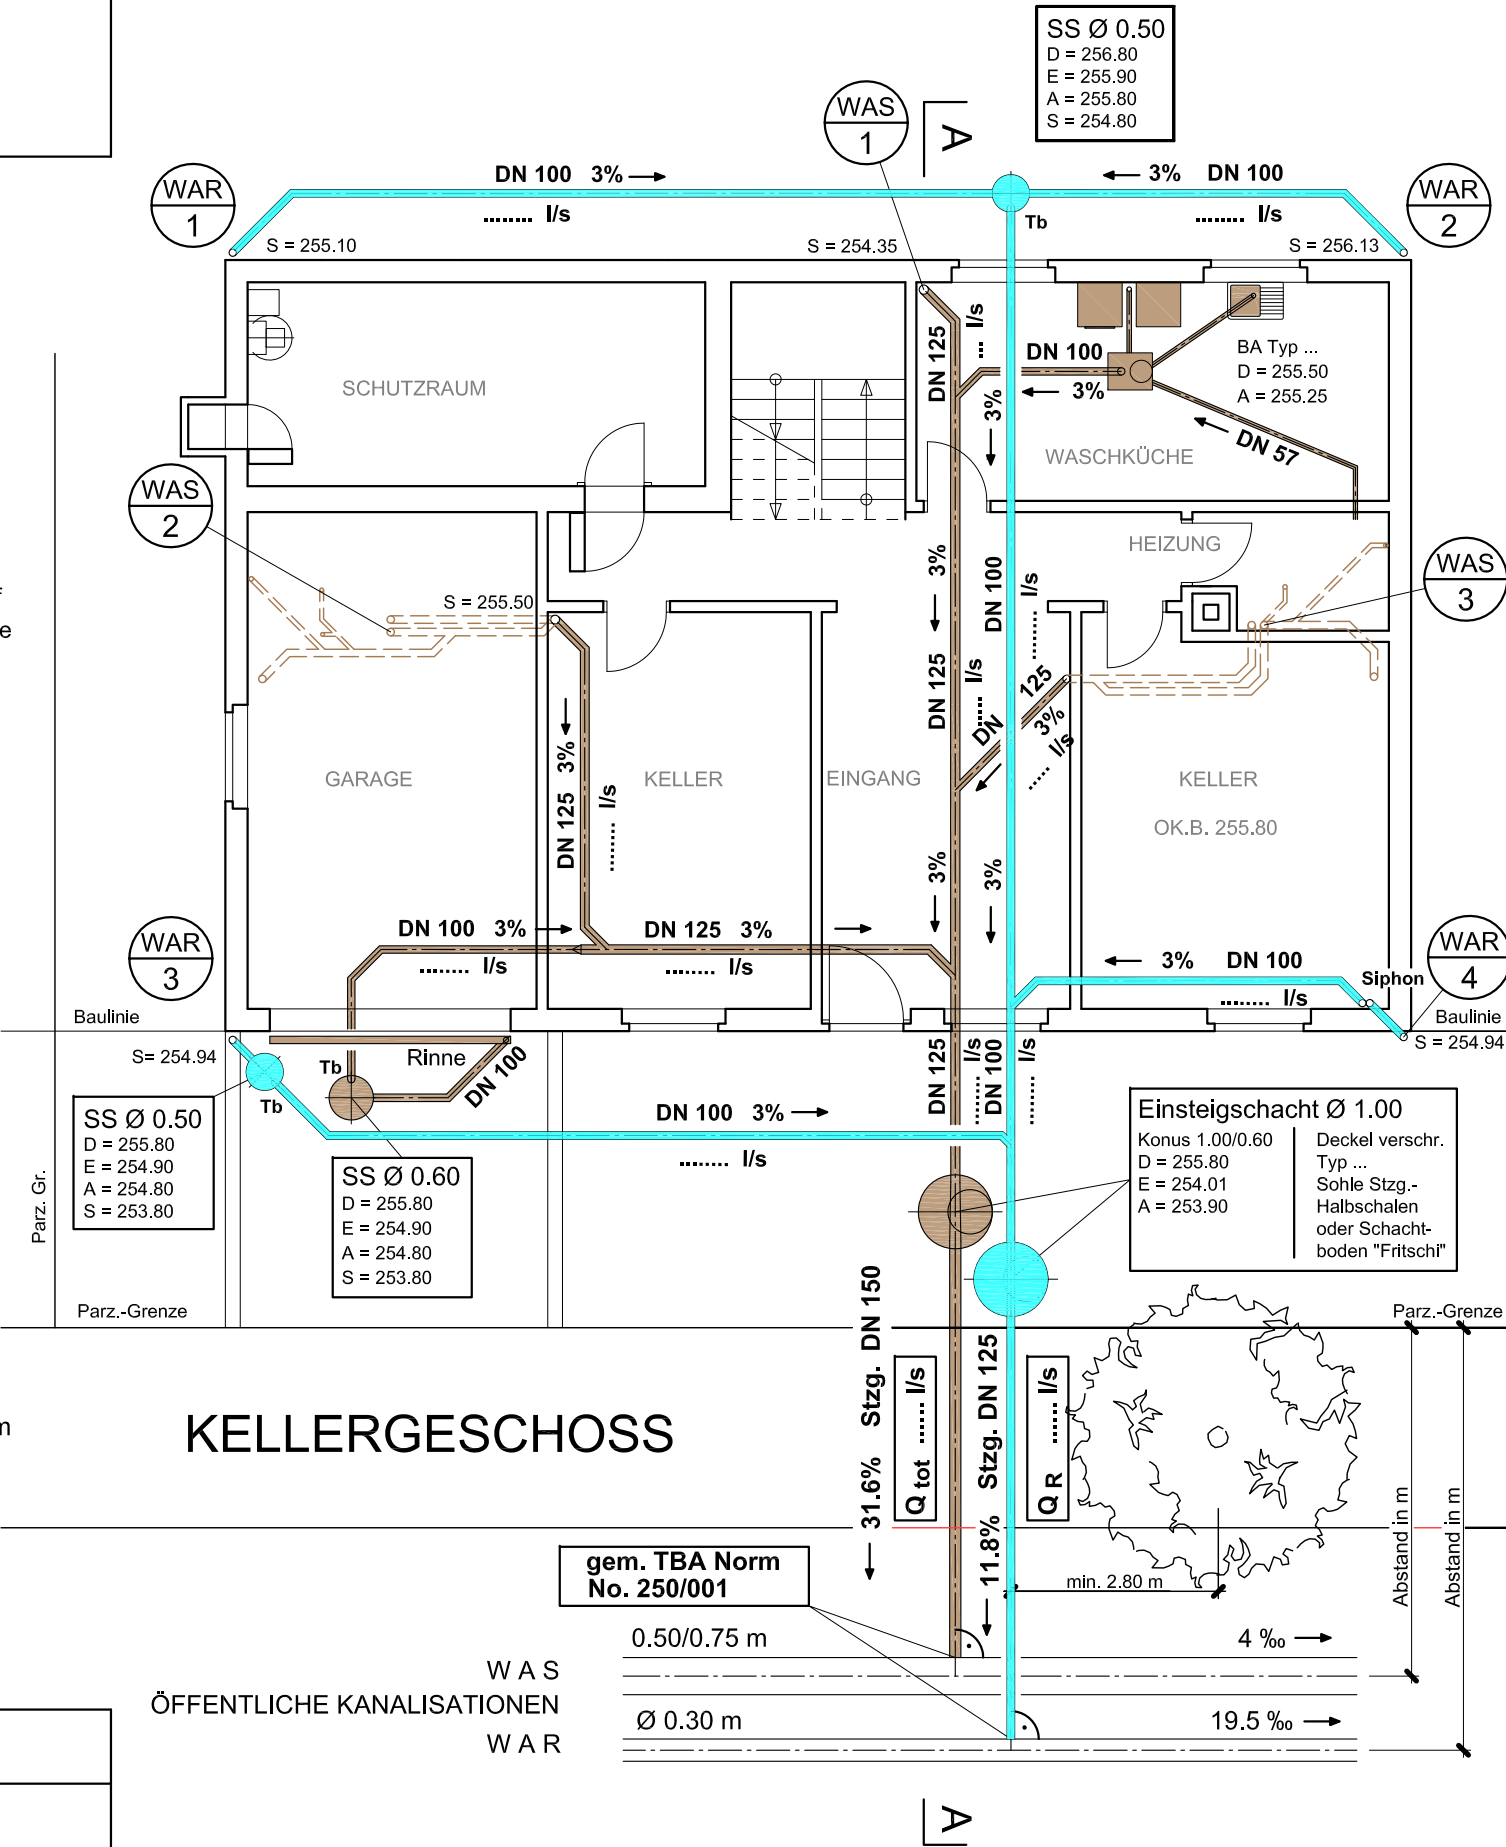 SS Ø 0.50
D = 256.80
E = 255.90
A = 255.80
S = 254.80
WAS
1
A
WAR
1
DN 100 3%
........ l/s
Tb
3% DN 100
........ l/s
WAR
2
S = 255.10
S = 254.35
S = 256.13
SCHUTZRAUM
DN 125
... l/s
3%
DN 100
3%
BA Typ ...
D = 255.50
A = 255.25
DN 57
WASCHKÜCHE
WAS
2
HEIZUNG
WAS
3
S = 255.50
3%
DN 125
DN 100
........ l/s
........ l/s
DN 125
3%
..... l/s
e
GARAGE
3%
DN 125
........ l/s
KELLER
EINGANG
KELLER
OK.B. 255.80
3%
3%
WAR
3
DN 100 3%
........ l/s
DN 125 3%
........ l/s
3% DN 100
........ l/s
Siphon
WAR
4
Baulinie
Baulinie
S= 254.94
S = 254.94
Tb
Rinne
DN 100
Tb
DN 125
........ l/s
DN 100
........ l/s
SS Ø 0.50
D = 255.80
E = 254.90
A = 254.80
S = 253.80
DN 100 3%
........ l/s
SS Ø 0.60
D = 255.80
E = 254.90
A = 254.80
S = 253.80
Einsteigschacht Ø 1.00
Konus 1.00/0.60
D = 255.80
E = 254.01
A = 253.90
Deckel verschr.
Typ ...
Sohle Stzg.-
Halbschalen
oder Schacht-
boden "Fritschi"
Parz. Gr.
Parz.-Grenze
Parz.-Grenze
31.6% Stzg. DN 150
Q tot ....... l/s
11.8% Stzg. DN 125
Q R ....... l/s
m
KELLERGESCHOSS
Abstand in m
Abstand in m
gem. TBA Norm
No. 250/001
min. 2.80 m
0.50/0.75 m
4 ‰
W A S
ÖFFENTLICHE KANALISATIONEN
Ø 0.30 m
19.5 ‰
W A R
A